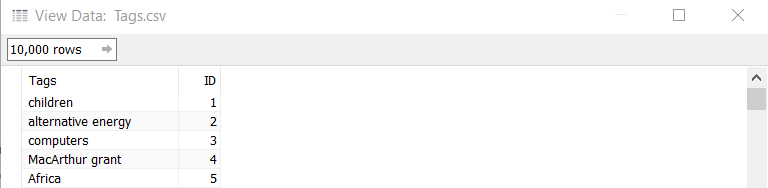 View Data: Tags.csv
10,000 rows
Tags ID
children 1
alternative energy 2
computers 3
MacArthur grant 4
Africa 5